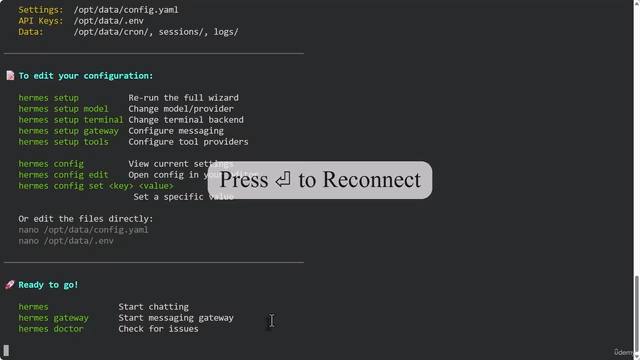 Settings: /opt/data/config.yaml
API Keys: /opt/data/.env
Data: /opt/data/cron/, sessions/, logs/
To edit your configuration:
hermes setup Re-run the full wizard
hermes setup model Change model/provider
hermes setup terminal Change terminal backend
hermes setup gateway Configure messaging
hermes setup tools Configure tool providers
hermes config View current settings
hermes config edit Open config in your
hermes config set <key> <value>
Set a specific value
Press ⏎ to Reconnect
Or edit the files directly:
nano /opt/data/config.yaml
nano /opt/data/.env
Ready to go!
hermes Start chatting
hermes gateway Start messaging gateway
hermes doctor Check for issues
Udemy